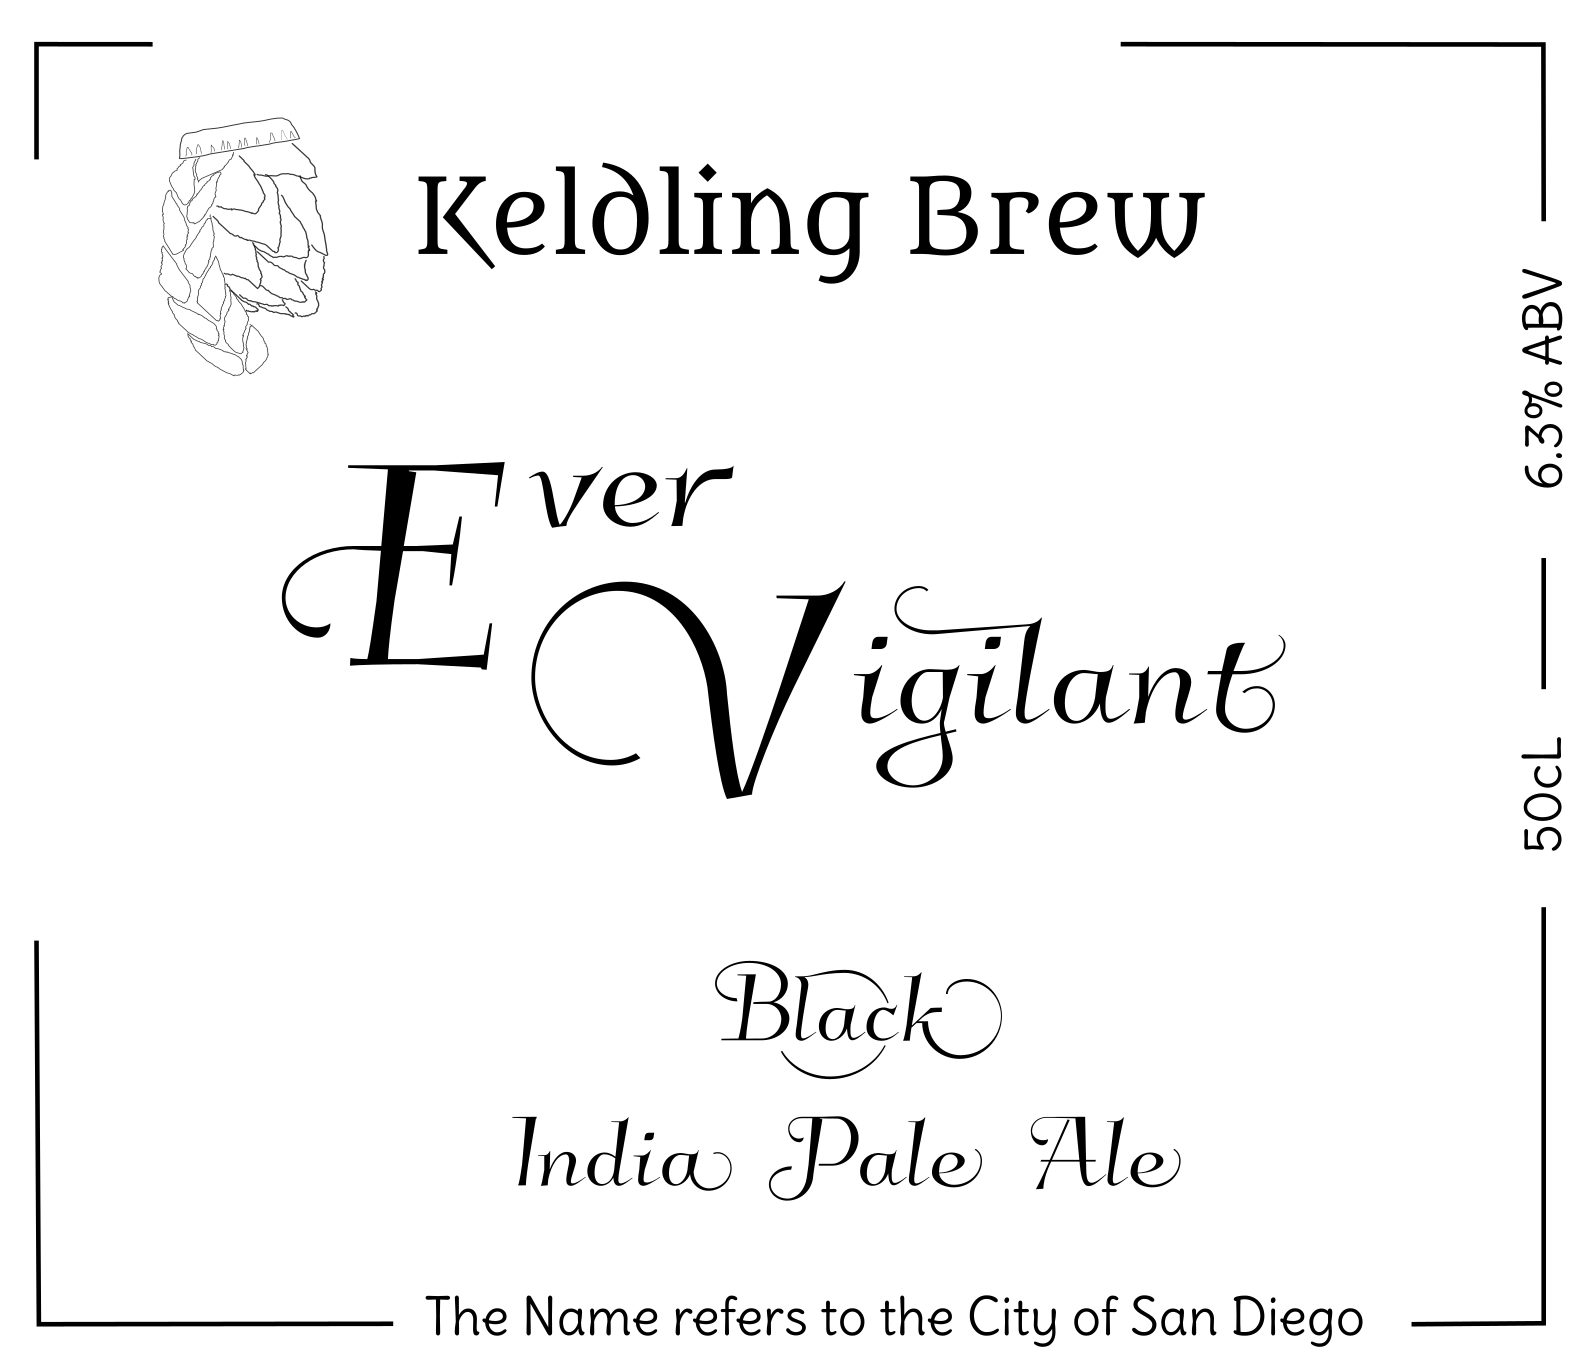 Keldling Brew
Ever
Vigilant
Black
India Pale Ale
The Name refers to the City of San Diego
6.3% ABV
50cL